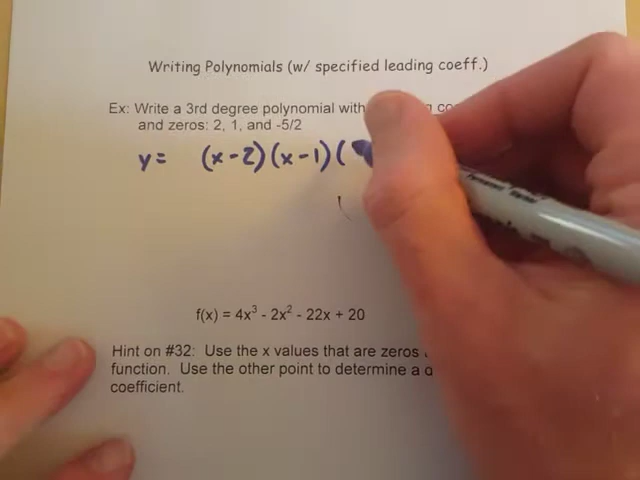 Writing Polynomials (w/ specified leading coeff.)
Ex: Write a 3rd degree polynomial with
and zeros: 2, 1, and -5/2
y = (x-2)(x-1)(
f(x) = 4x³ - 2x² - 22x + 20
Hint on #32: Use the x values that are zeros
function. Use the other point to determine a
coefficient.